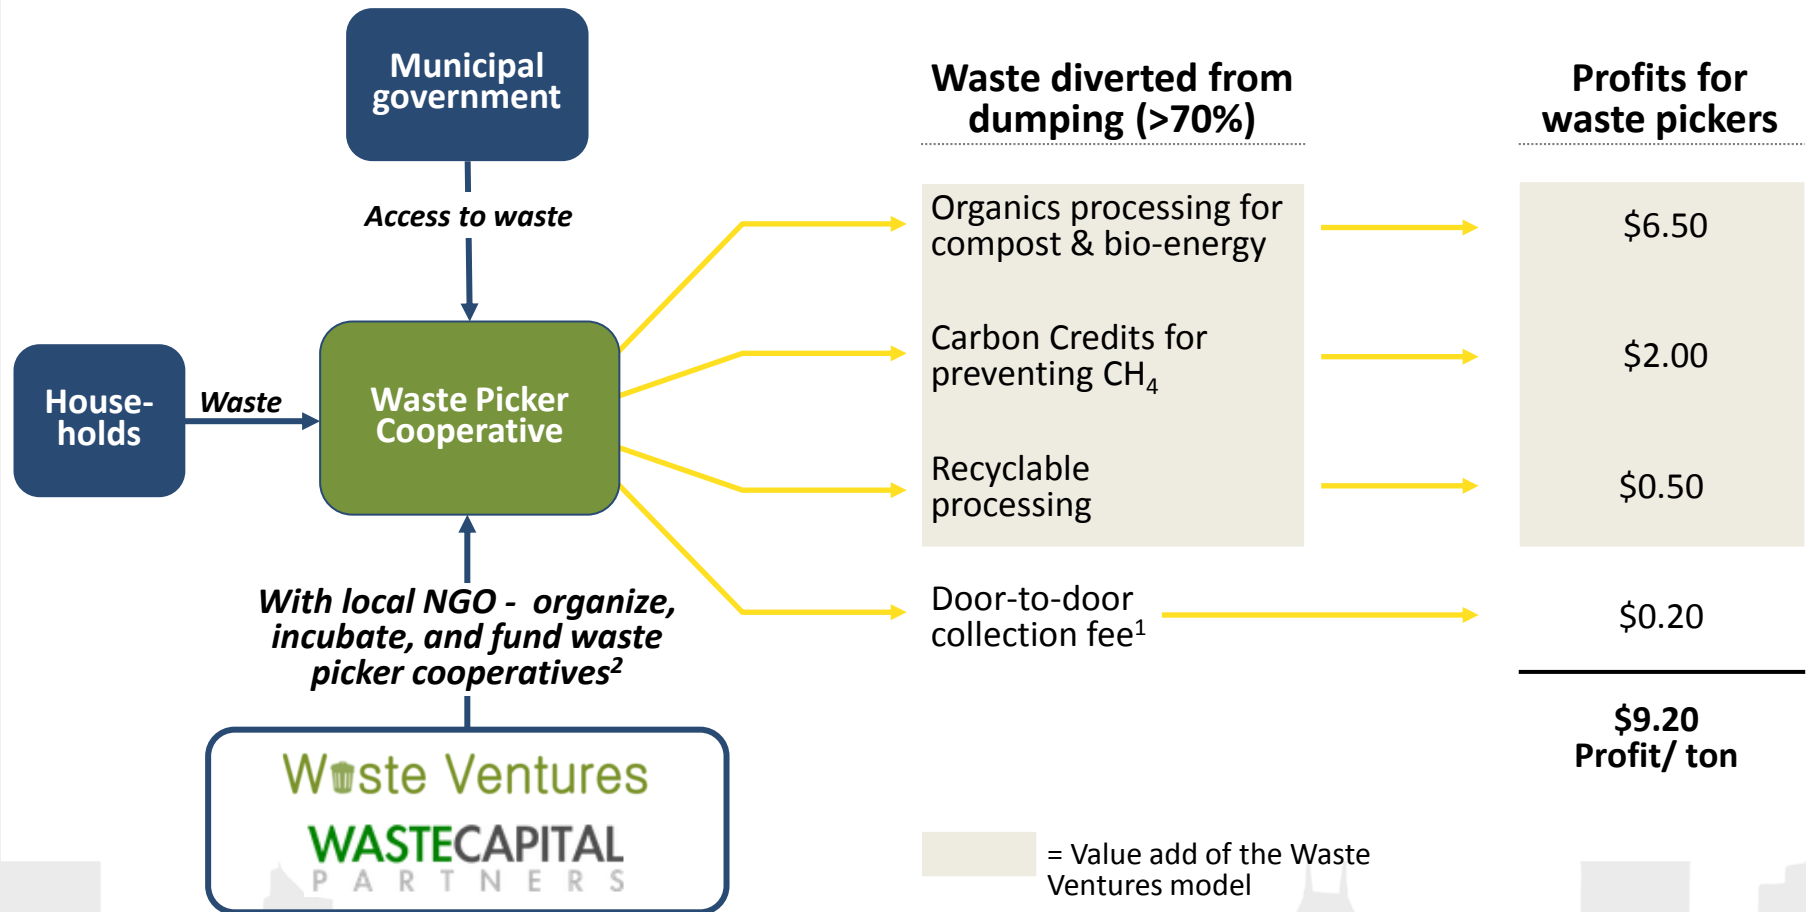 Municipal
government
Access to waste
House-
holds
Waste
Waste Picker
Cooperative
With local NGO - organize,
incubate, and fund waste
picker cooperatives2
Waste Ventures
WASTECAPITAL
PARTNERS
Waste diverted from
dumping (>70%)
Organics processing for
compost & bio-energy
Carbon Credits for
preventing CH4
Recyclable
processing
Door-to-door
collection fee1
Profits for
waste pickers
$6.50
$2.00
$0.50
$0.20
$9.20
Profit/ ton
= Value add of the Waste
Ventures model